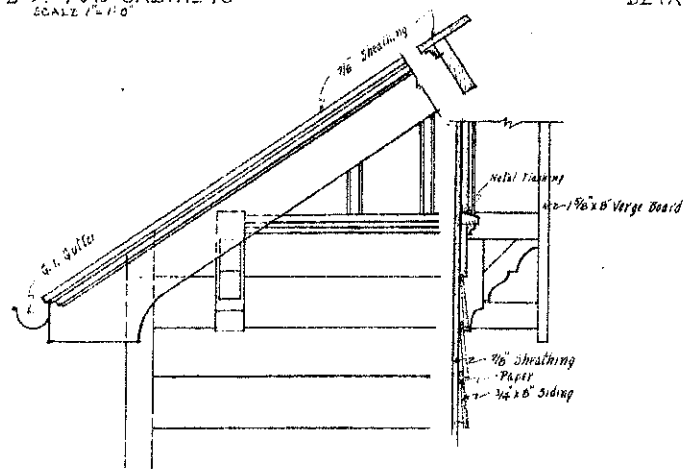 SCALE 1"=1'0"
7/8" Sheathing
Metal Flashing
1 5/8" x 8" Verge Board
G.I. Gutter
7/8" Sheathing
Paper
3/4" x 8" Siding